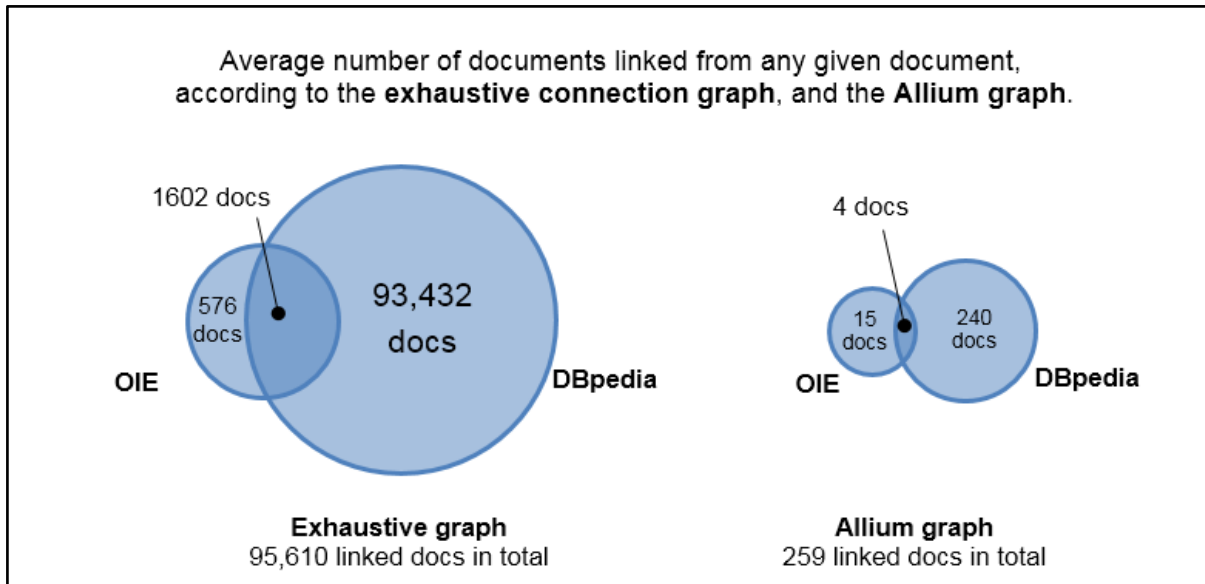 Average number of documents linked from any given document,
according to the exhaustive connection graph, and the Allium graph.
1602 docs
576
docs
93,432
docs
OIE
DBpedia
Exhaustive graph
95,610 linked docs in total
4 docs
15
docs
240
docs
OIE
DBpedia
Allium graph
259 linked docs in total